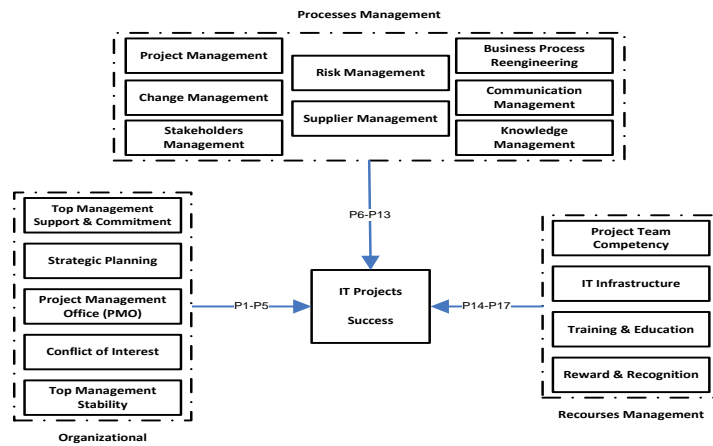 Processes Management
Project Management
Change Management
Stakeholders
Management
Risk Management
Supplier Management
Business Process
Reengineering
Communication
Management
Knowledge
Management
P6-P13
Top Management
Support & Commitment
Strategic Planning
Project Management
Office (PMO)
Conflict of Interest
Top Management
Stability
Organizational
P1-P5
IT Projects
Success
P14-P17
Project Team
Competency
IT Infrastructure
Training & Education
Reward & Recognition
Recourses Management